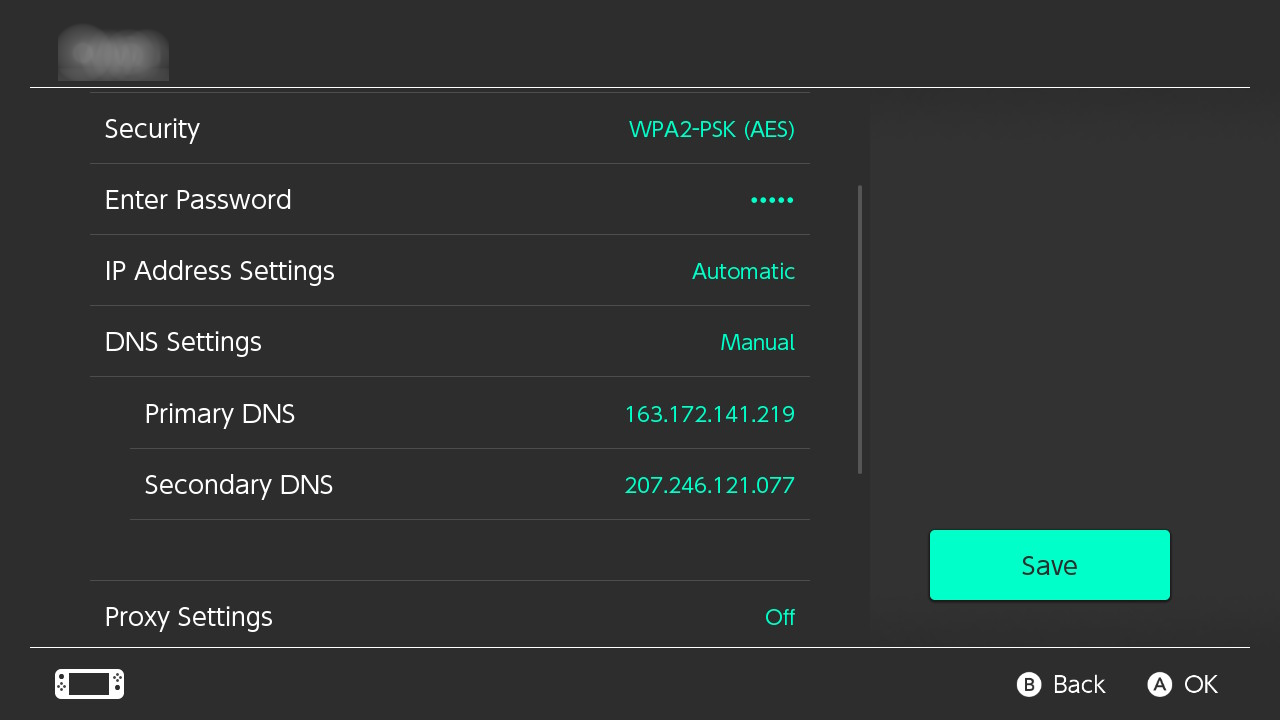 Security WPA2-PSK (AES)
Enter Password •••••
IP Address Settings Automatic
DNS Settings Manual
Primary DNS 163.172.141.219
Secondary DNS 207.246.121.077
Save
Proxy Settings Off
B Back A OK